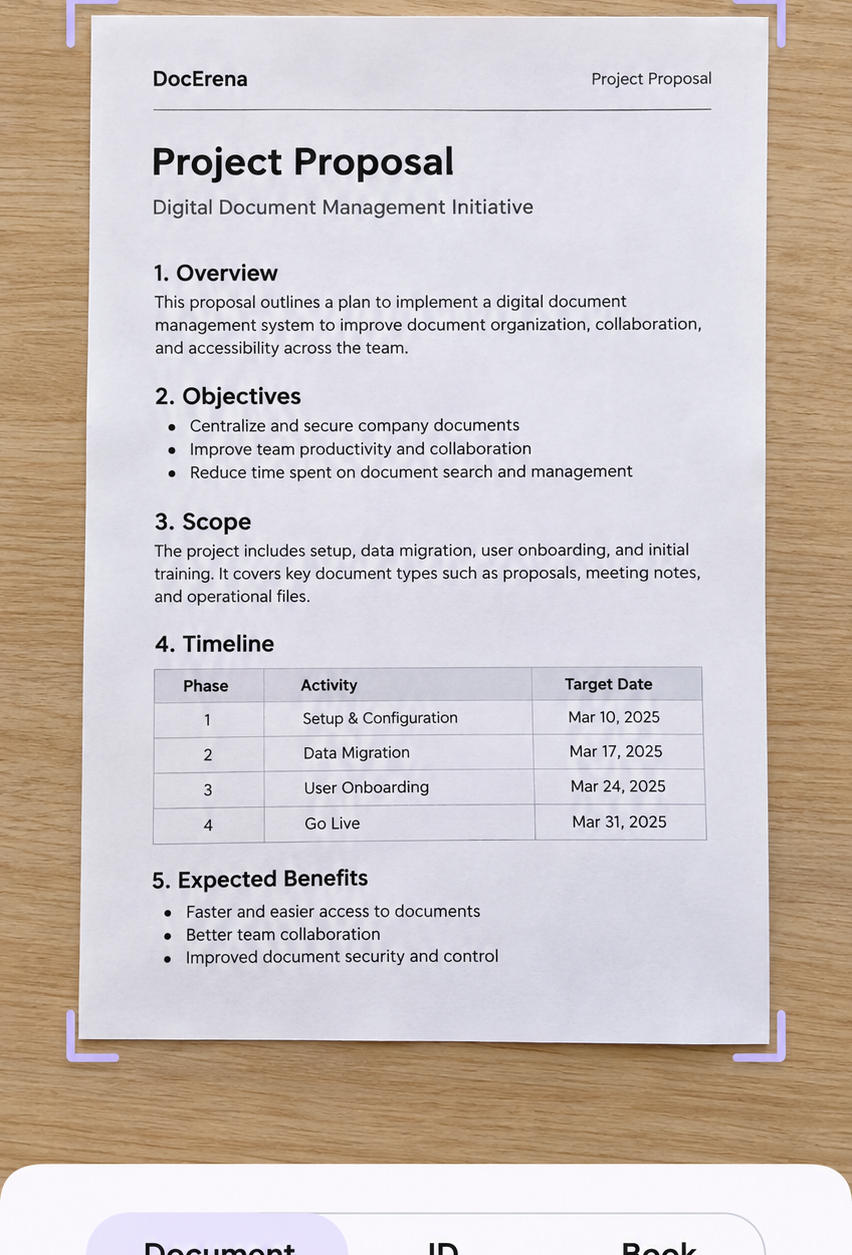 DocErena
Project Proposal
Project Proposal
Digital Document Management Initiative
1. Overview
This proposal outlines a plan to implement a digital document
management system to improve document organization, collaboration,
and accessibility across the team.
2. Objectives
• Centralize and secure company documents
• Improve team productivity and collaboration
• Reduce time spent on document search and management
3. Scope
The project includes setup, data migration, user onboarding, and initial
training. It covers key document types such as proposals, meeting notes,
and operational files.
4. Timeline
Phase Activity Target Date
1 Setup & Configuration Mar 10, 2025
2 Data Migration Mar 17, 2025
3 User Onboarding Mar 24, 2025
4 Go Live Mar 31, 2025
5. Expected Benefits
• Faster and easier access to documents
• Better team collaboration
• Improved document security and control
Document ID Book